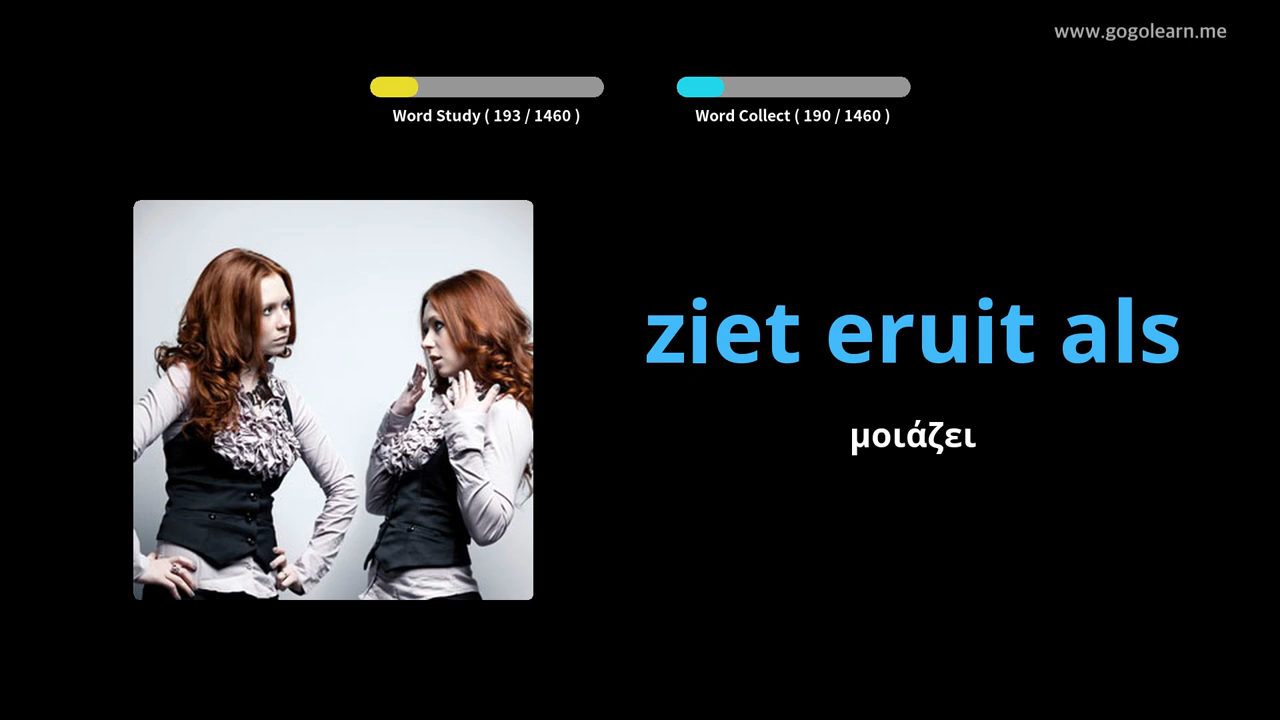 www.gogolearn.me
Word Study ( 193 / 1460 )
Word Collect ( 190 / 1460 )
ziet eruit als
μοιάζει